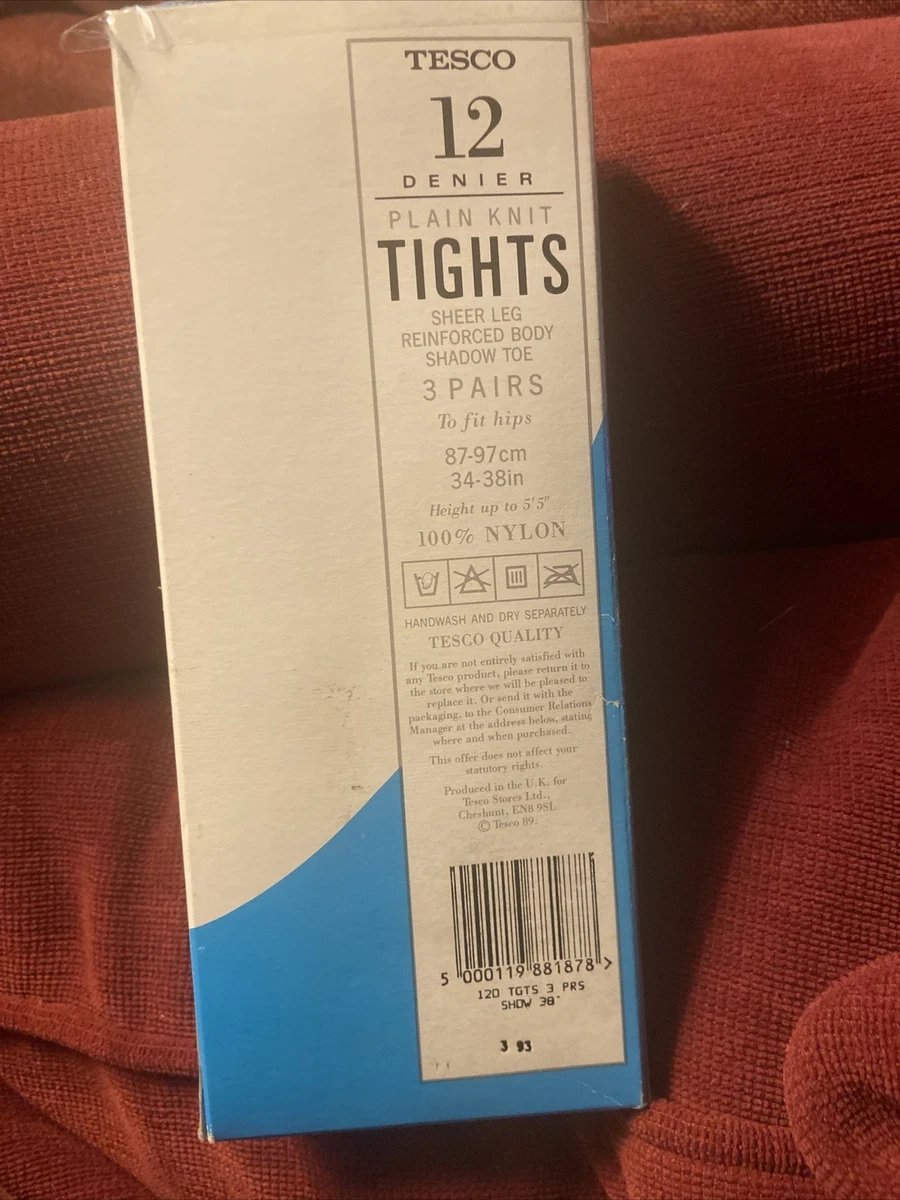 TESCO
12
DENIER
PLAIN KNIT
TIGHTS
SHEER LEG
REINFORCED BODY
SHADOW TOE
3 PAIRS
To fit hips
87-97cm
34-38in
Height up to 5'5"
100% NYLON
HANDWASH AND DRY SEPARATELY
TESCO QUALITY
If you are not entirely satisfied with
any Tesco product, please return it to
the store where we will be pleased to
replace it. Or send it with the
packaging, to the Consumer Relations
Manager at the address below, stating
where and when purchased.
This offer does not affect your
statutory rights.
Produced in the U.K. for
Tesco Stores Ltd.,
Cheshunt, EN8 9SL
© Tesco 89.
5 000119 881878 >
12D TGTS 3 PRS
SHDW 38"
3 93